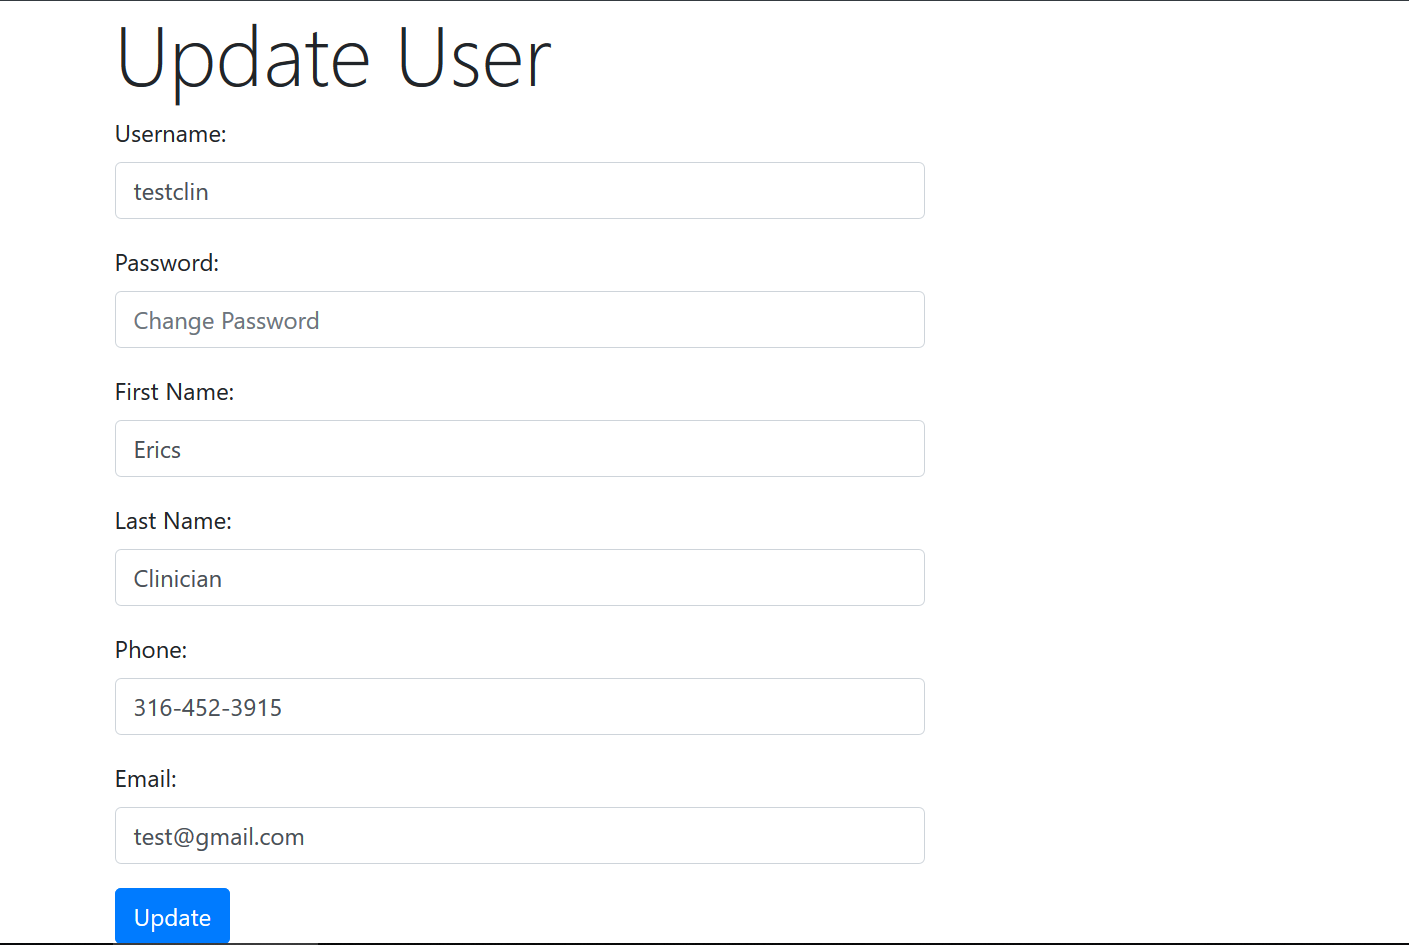 Update User
Username:
testclin
Password:
Change Password
First Name:
Erics
Last Name:
Clinician
Phone:
316-452-3915
Email:
test@gmail.com
Update